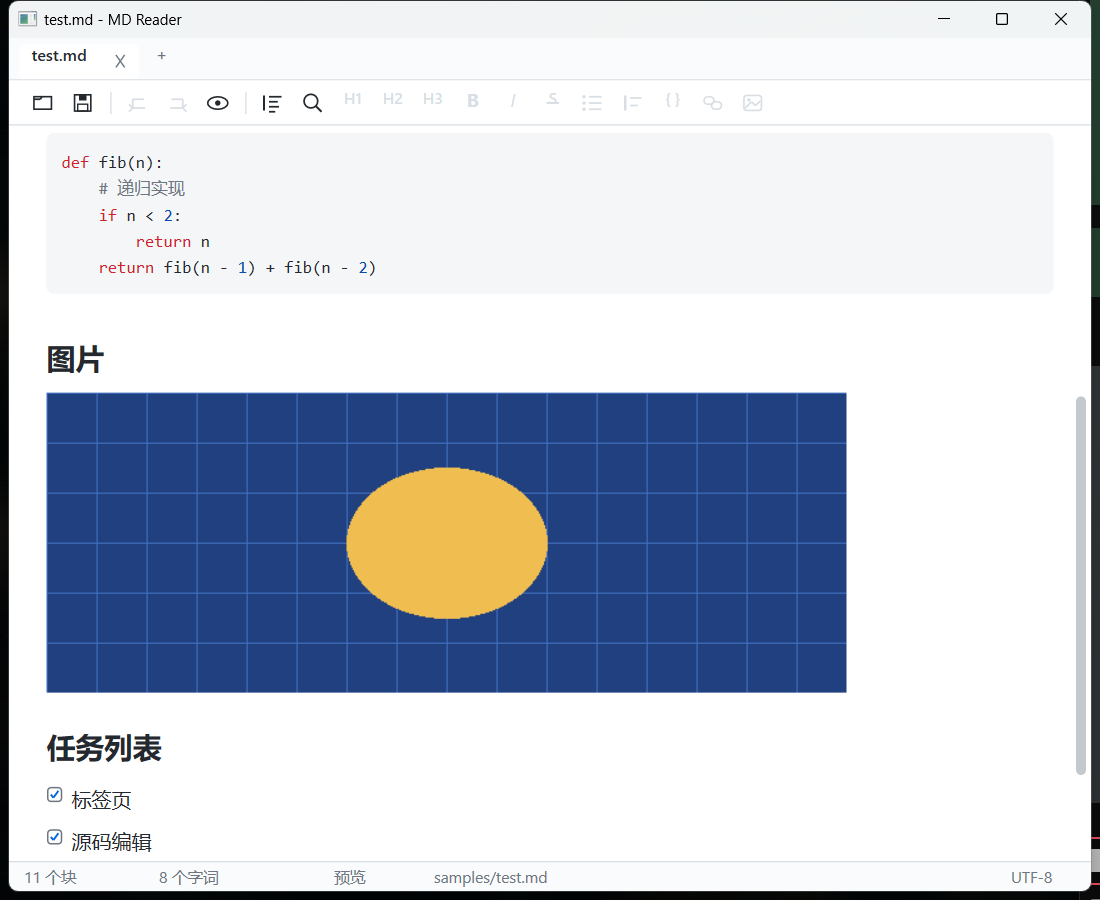 test.md - MD Reader
test.md X +
H1 H2 H3 B I S {}
def fib(n):
# 递归实现
if n < 2:
return n
return fib(n - 1) + fib(n - 2)
图片
任务列表
标签页
源码编辑
11 个块 8 个字词 预览 samples/test.md UTF-8